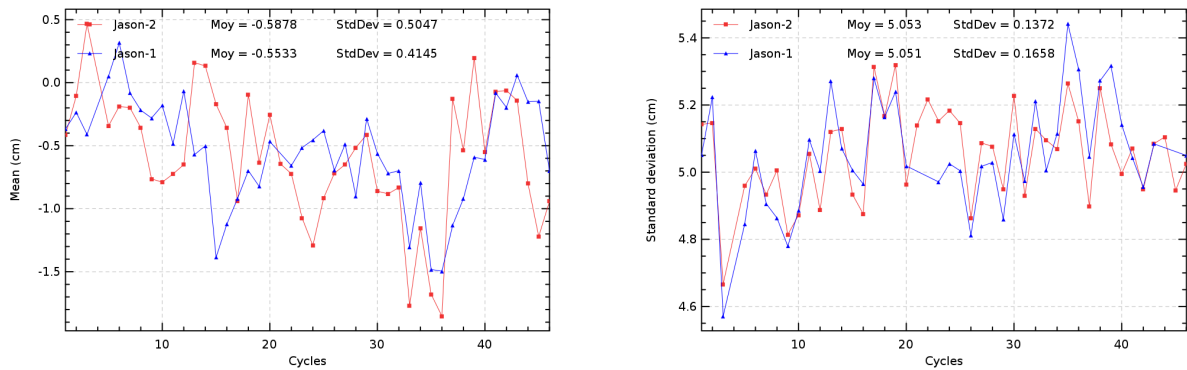 0.5
0.0
-0.5
-1.0
-1.5
Mean (cm)
Jason-2 Moy = -0.5878 StdDev = 0.5047
Jason-1 Moy = -0.5533 StdDev = 0.4145
10 20 30 40
Cycles
5.4
5.2
5.0
4.8
4.6
Standard deviation (cm)
Jason-2 Moy = 5.053 StdDev = 0.1372
Jason-1 Moy = 5.051 StdDev = 0.1658
10 20 30 40
Cycles